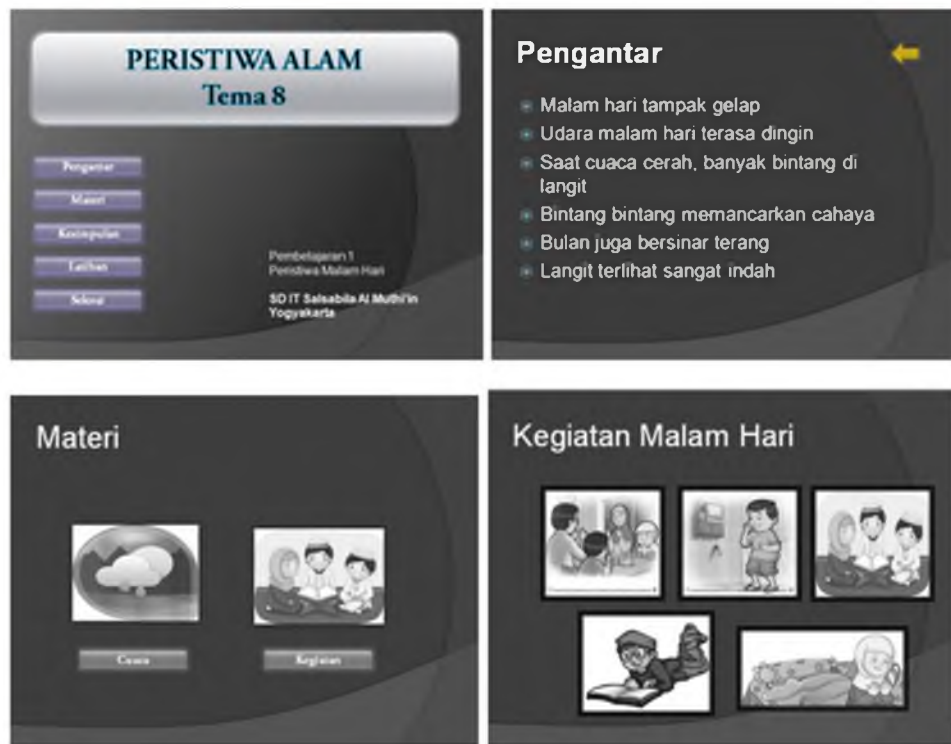 PERISTIWA ALAM
Tema 8
Pengantar
Materi
Kesimpulan
Latihan
Selesai
Pembelajaran 1
Peristiwa Malam Hari
SD IT Salsabila Al Muthi'in
Yogyakarta
Pengantar
Malam hari tampak gelap
Udara malam hari terasa dingin
Saat cuaca cerah, banyak bintang di
langit
Bintang bintang memancarkan cahaya
Bulan juga bersinar terang
Langit terlihat sangat indah
Materi
Cuaca
Kegiatan
Kegiatan Malam Hari